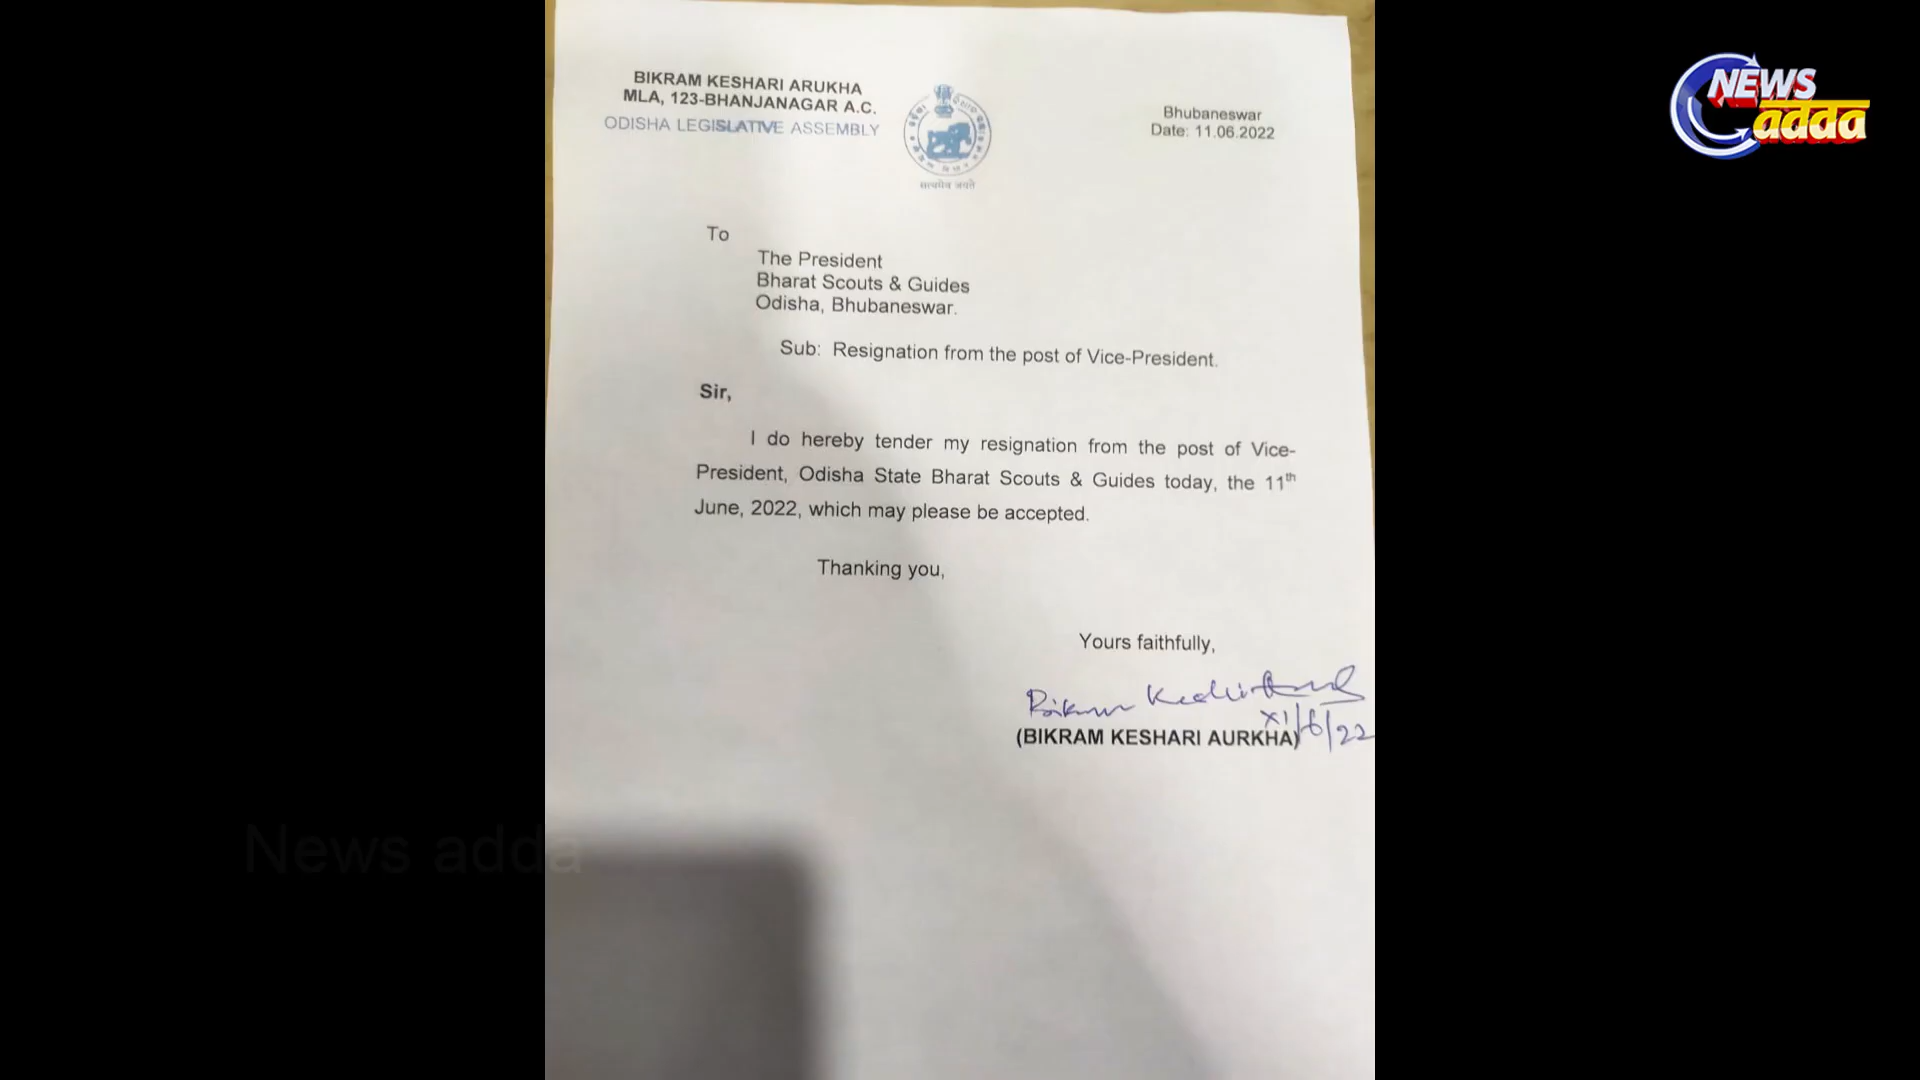 BIKRAM KESHARI ARUKHA
MLA, 123-BHANJANAGAR A.C.
ODISHA LEGISLATIVE ASSEMBLY
सत्यमेव जयते
Bhubaneswar
Date: 11.06.2022
NEWS
adda
To
The President
Bharat Scouts & Guides
Odisha, Bhubaneswar.
Sub: Resignation from the post of Vice-President.
Sir,
I do hereby tender my resignation from the post of Vice-
President, Odisha State Bharat Scouts & Guides today, the 11th
June, 2022, which may please be accepted.
Thanking you,
Yours faithfully,
(BIKRAM KESHARI AURKHA)
News adda